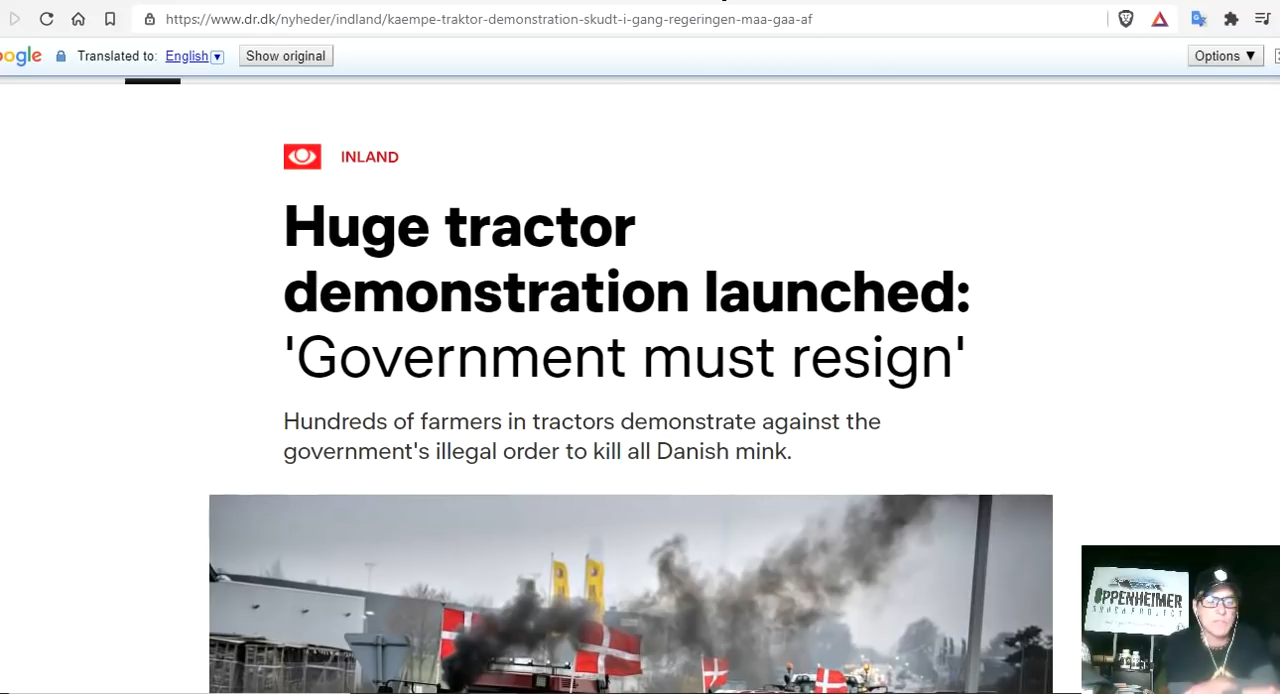 https://www.dr.dk/nyheder/indland/kaempe-traktor-demonstration-skudt-i-gang-regeringen-maa-gaa-af
ogle Translated to: English Show original Options
INLAND
Huge tractor
demonstration launched:
'Government must resign'
Hundreds of farmers in tractors demonstrate against the
government's illegal order to kill all Danish mink.
OPPENHEIMER